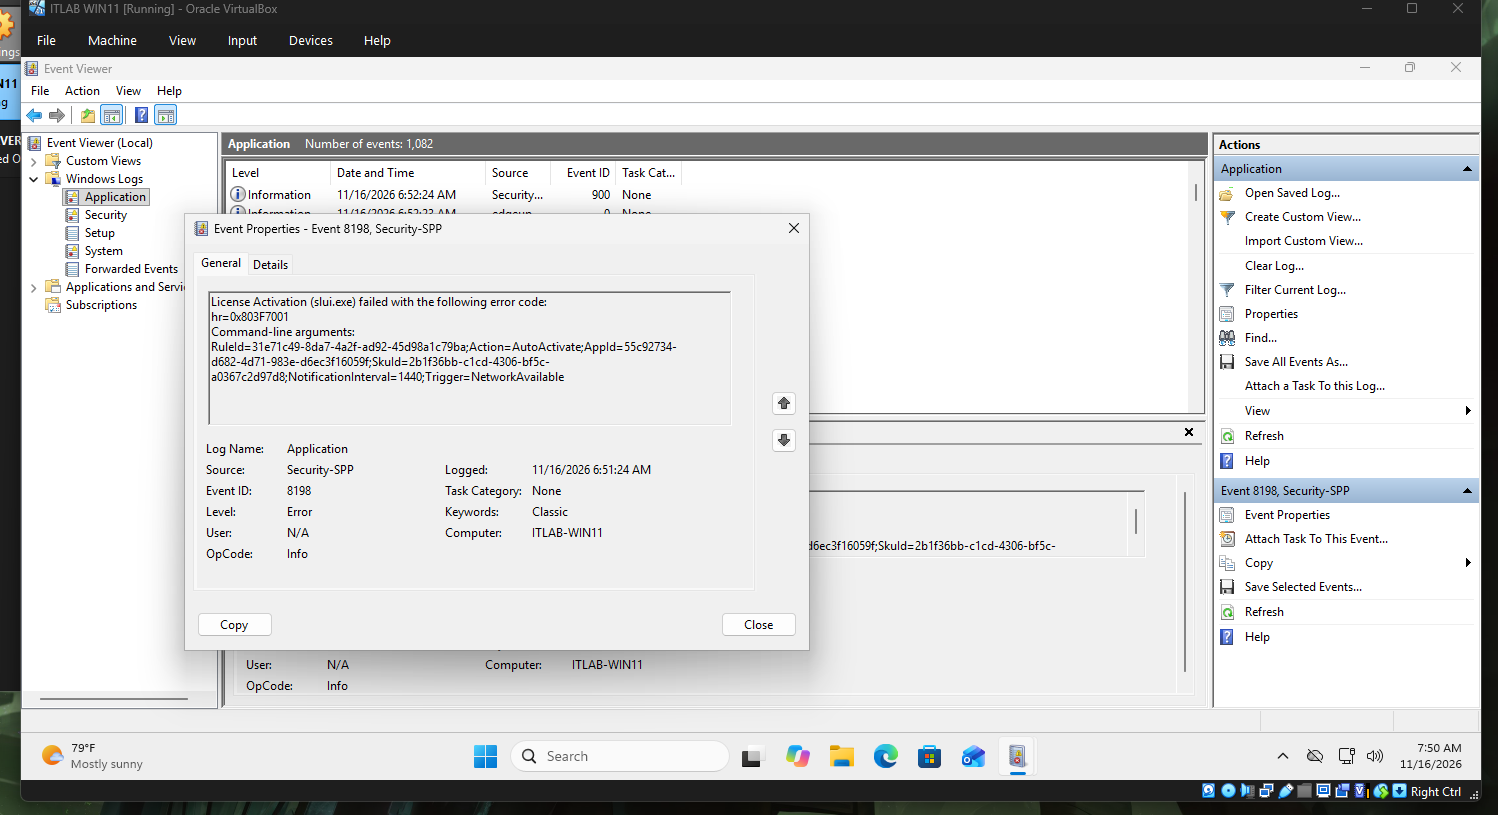 ITLAB WIN11 [Running] - Oracle VirtualBox
File Machine View Input Devices Help
Event Viewer
File Action View Help
Event Viewer (Local)
Custom Views
Windows Logs
Application
Security
Setup
System
Forwarded Events
Applications and Servi
Subscriptions
Application Number of events: 1,082
Level Date and Time Source Event ID Task Cat...
Information 11/16/2026 6:52:24 AM Security... 900 None
Event Properties - Event 8198, Security-SPP
General Details
License Activation (slui.exe) failed with the following error code:
hr=0x803F7001
Command-line arguments:
RuleId=31e71c49-8da7-4a2f-ad92-45d98a1c79ba;Action=AutoActivate;AppId=55c92734-
d682-4d71-983e-d6ec3f16059f;SkuId=2b1f36bb-c1cd-4306-bf5c-
a0367c2d97d8;NotificationInterval=1440;Trigger=NetworkAvailable
Log Name: Application
Source: Security-SPP Logged: 11/16/2026 6:51:24 AM
Event ID: 8198 Task Category: None
Level: Error Keywords: Classic
User: N/A Computer: ITLAB-WIN11
OpCode: Info
Copy Close
d6ec3f16059f;SkuId=2b1f36bb-c1cd-4306-bf5c-
User: N/A Computer: ITLAB-WIN11
OpCode: Info
Actions
Application
Open Saved Log...
Create Custom View...
Import Custom View...
Clear Log...
Filter Current Log...
Properties
Find...
Save All Events As...
Attach a Task To this Log...
View
Refresh
Help
Event 8198, Security-SPP
Event Properties
Attach Task To This Event...
Copy
Save Selected Events...
Refresh
Help
79°F
Mostly sunny
Search
7:50 AM
11/16/2026
Right Ctrl